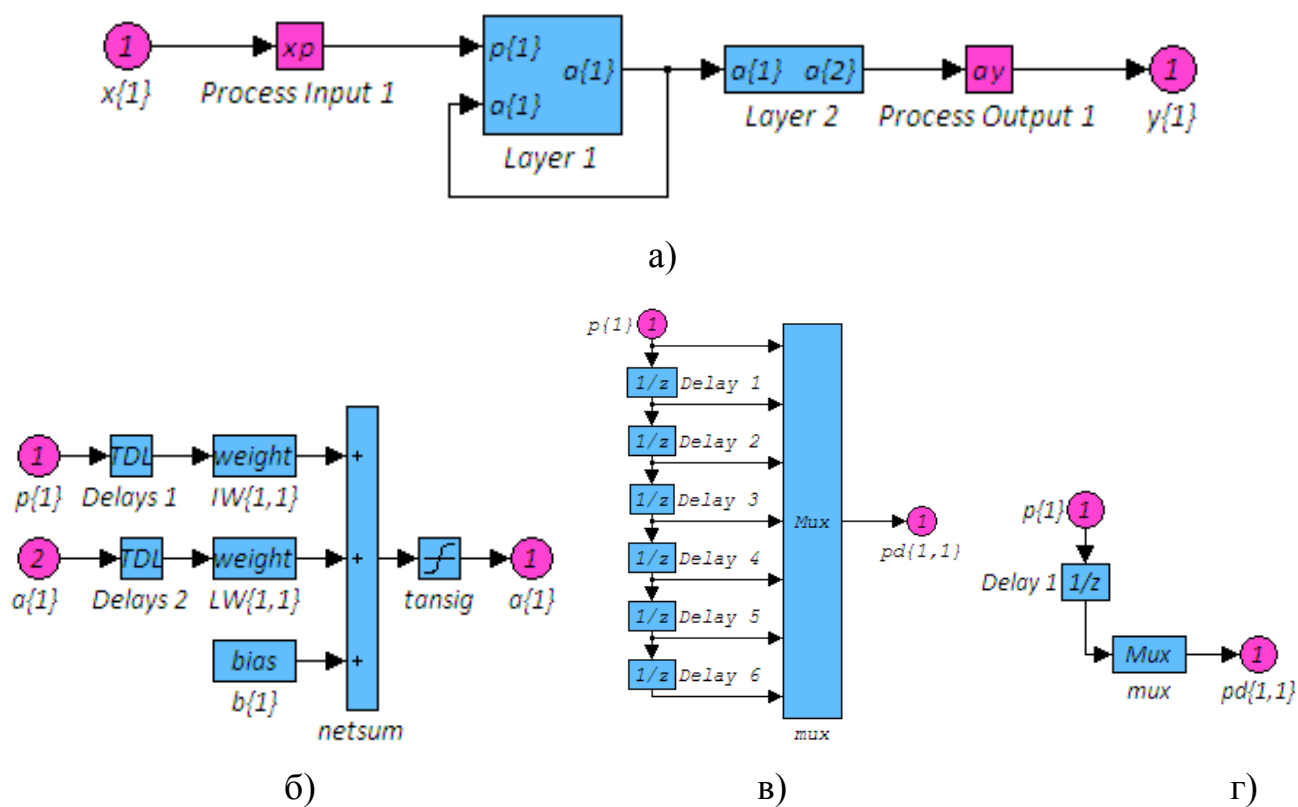 1
x{1}
xp
Process Input 1
p{1}
a{1}
a{1}
Layer 1
a{1} a{2}
Layer 2
ay
Process Output 1
1
y{1}
а)
1
p{1}
TDL
Delays 1
weight
IW{1,1}
+
2
a{1}
TDL
Delays 2
weight
LW{1,1}
+
bias
b{1}
+
netsum
tansig
1
a{1}
б)
p{1} 1
1/z Delay 1
1/z Delay 2
1/z Delay 3
1/z Delay 4
1/z Delay 5
1/z Delay 6
Mux
mux
1
pd{1,1}
в)
p{1} 1
Delay 1 1/z
Mux
mux
1
pd{1,1}
г)